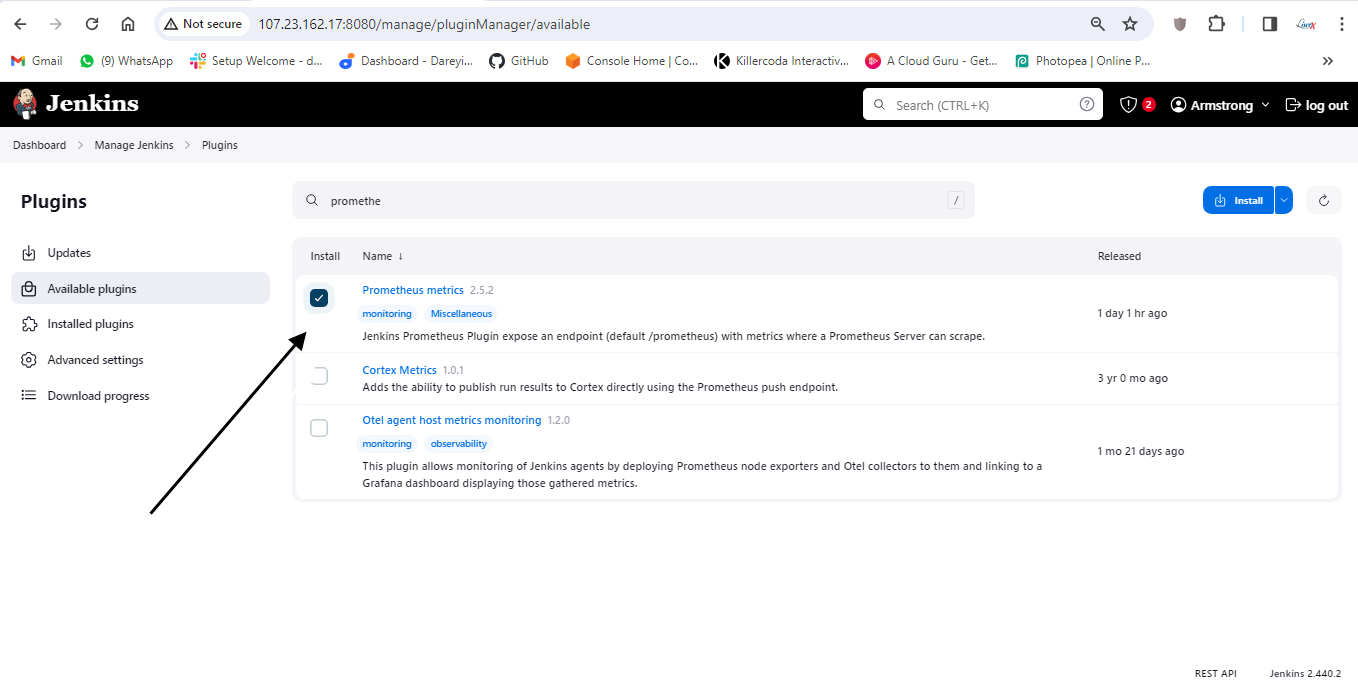 Not secure 107.23.162.17:8080/manage/pluginManager/available
Gmail (9) WhatsApp Setup Welcome - d... Dashboard - Dareyi... GitHub Console Home | Co... Killercoda Interactiv... A Cloud Guru - Get... Photopea | Online P... »
Jenkins Search (CTRL+K) ? 2 Armstrong log out
Dashboard Manage Jenkins Plugins
Plugins
promethe /
Install
Updates
Available plugins
Installed plugins
Advanced settings
Download progress
Install Name ↓ Released
Prometheus metrics 2.5.2
monitoring Miscellaneous
1 day 1 hr ago
Jenkins Prometheus Plugin expose an endpoint (default /prometheus) with metrics where a Prometheus Server can scrape.
Cortex Metrics 1.0.1
3 yr 0 mo ago
Adds the ability to publish run results to Cortex directly using the Prometheus push endpoint.
Otel agent host metrics monitoring 1.2.0
monitoring observability
1 mo 21 days ago
This plugin allows monitoring of Jenkins agents by deploying Prometheus node exporters and Otel collectors to them and linking to a
Grafana dashboard displaying those gathered metrics.
REST API Jenkins 2.440.2